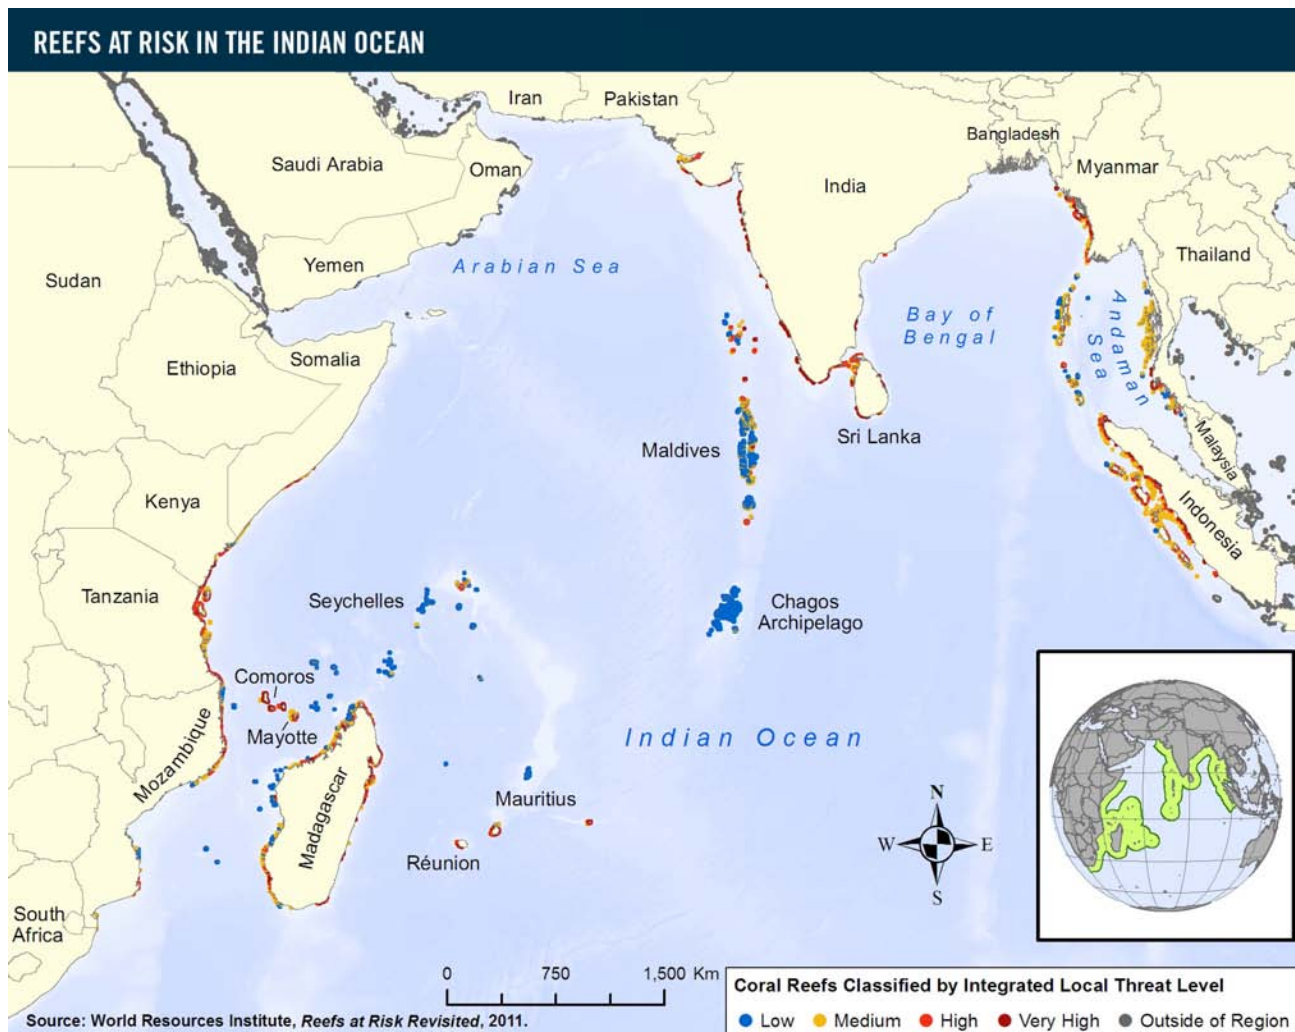 REEFS AT RISK IN THE INDIAN OCEAN
Iran
Pakistan
Bangladesh
Saudi Arabia
Oman
India
Myanmar
Sudan
Yemen
Arabian Sea
Thailand
Bay of
Bengal
Andaman
Sea
Ethiopia
Somalia
Maldives
Sri Lanka
Malaysia
Kenya
Indonesia
Tanzania
Seychelles
Chagos
Archipelago
Comoros
Mayotte
Mozambique
Indian Ocean
Madagascar
Mauritius
Réunion
N
W
E
S
South
Africa
0
750
1,500 Km
Coral Reefs Classified by Integrated Local Threat Level
Low
Medium
High
Very High
Outside of Region
Source: World Resources Institute, Reefs at Risk Revisited, 2011.